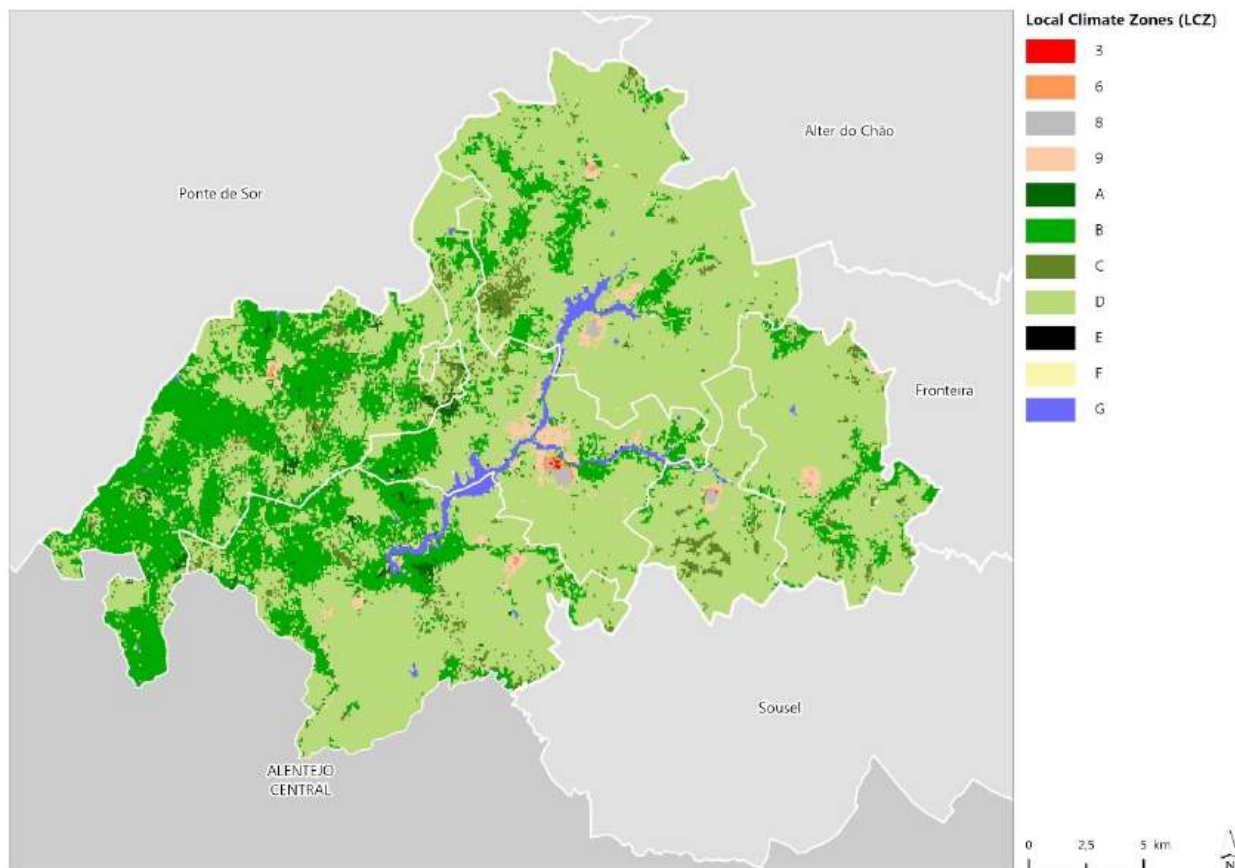 Local Climate Zones (LCZ)
3
6
8
9
A
B
C
D
E
F
G
Alter do Chão
Ponte de Sor
Fronteira
Sousel
ALENTEJO
CENTRAL
0 2,5 5 km
N